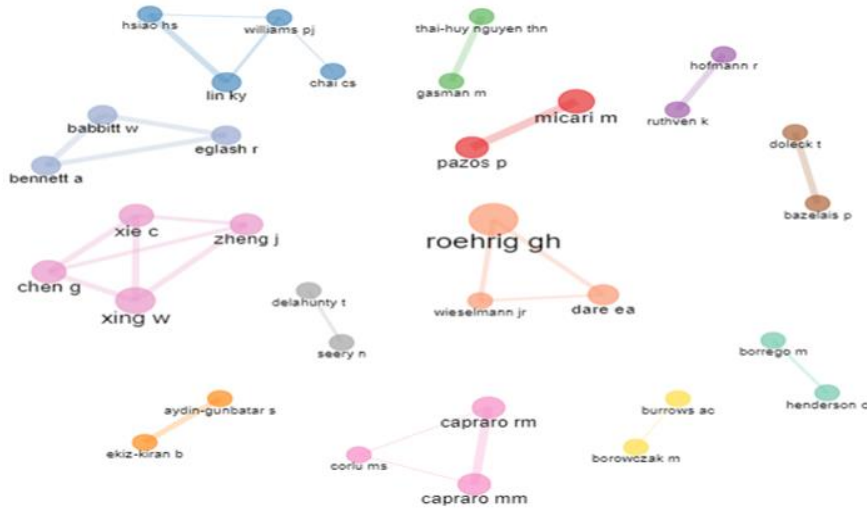 hsiao hs
williams pj
lin ky
chai cs
thai-huy nguyen thn
gasman m
hofmann r
ruthven k
micari m
pazos p
doleck t
bazelais p
babbitt w
eglash r
bennett a
xie c
zheng j
chen g
xing w
roehrig gh
wieselmann jr
dare ea
delahunty t
seery n
borrego m
henderson c
aydin-gunbatar s
ekiz-kiran b
capraro rm
corlu ms
capraro mm
burrows ac
borowczak m